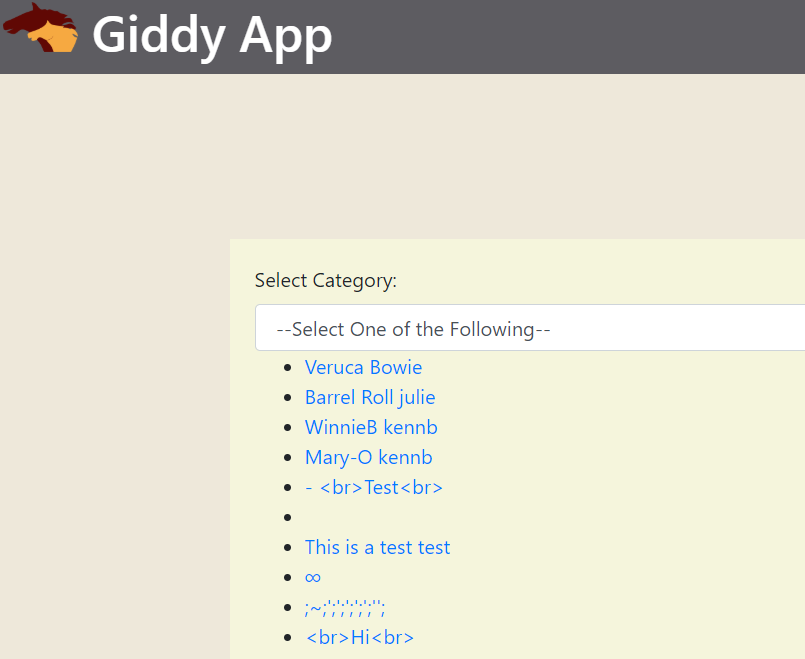 Giddy App
Select Category:
--Select One of the Following--
Veruca Bowie
Barrel Roll julie
WinnieB kennb
Mary-O kennb
- <br>Test<br>
This is a test test
∞
;~;';';';';';'';
<br>Hi<br>